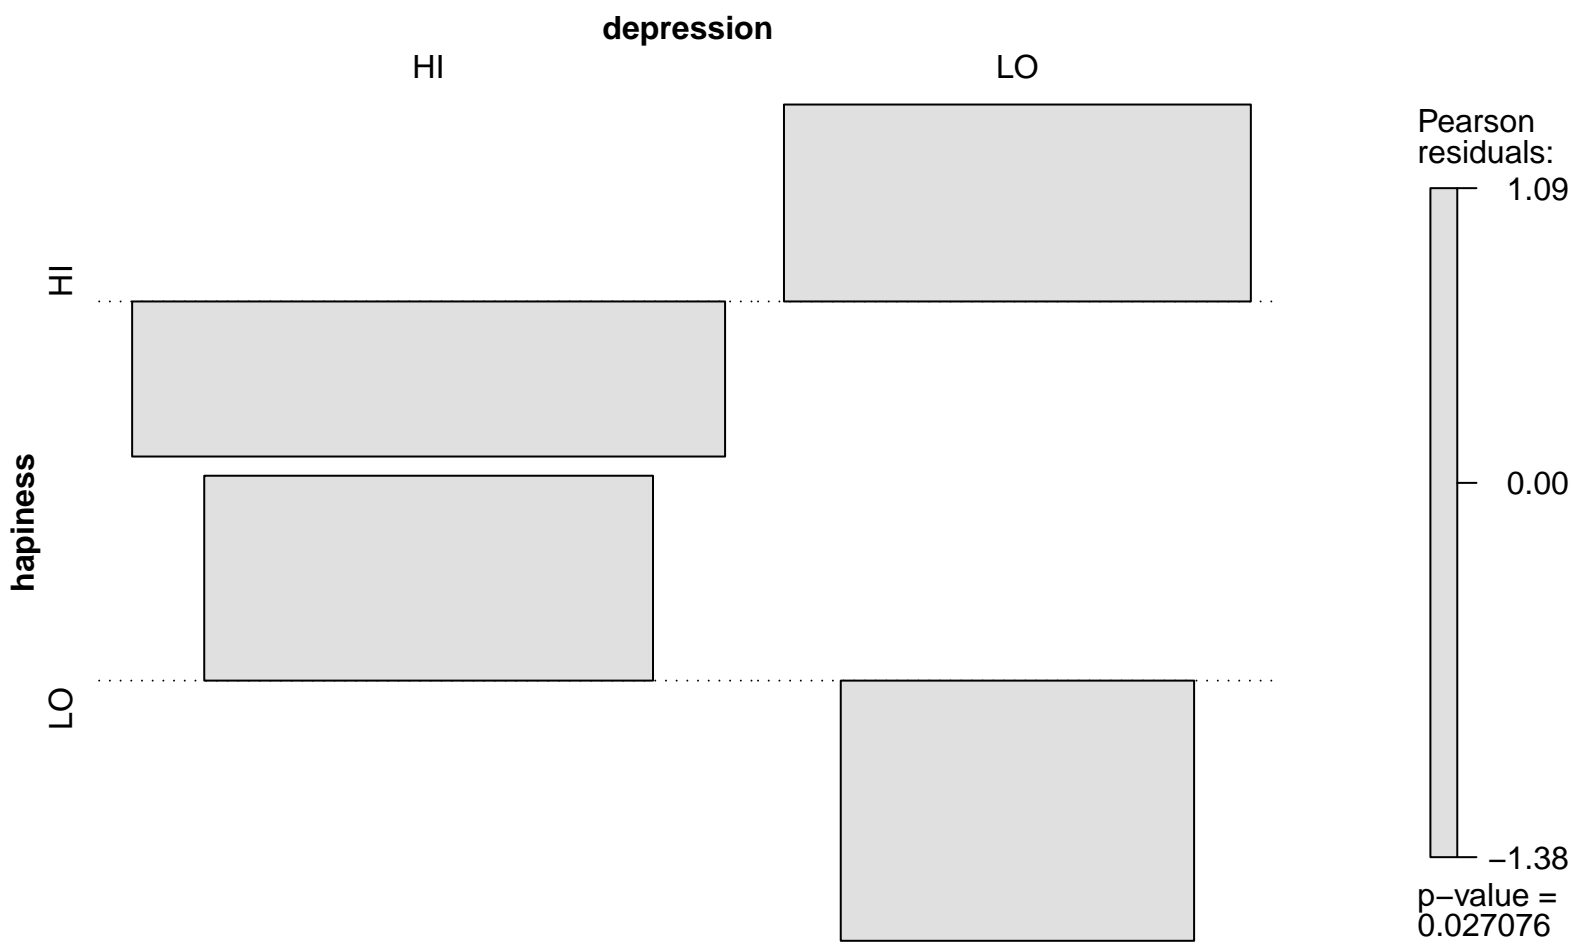 depression
HI LO
Pearson
residuals:
1.09
HI
hapiness
0.00
LO
−1.38
p−value =
0.027076